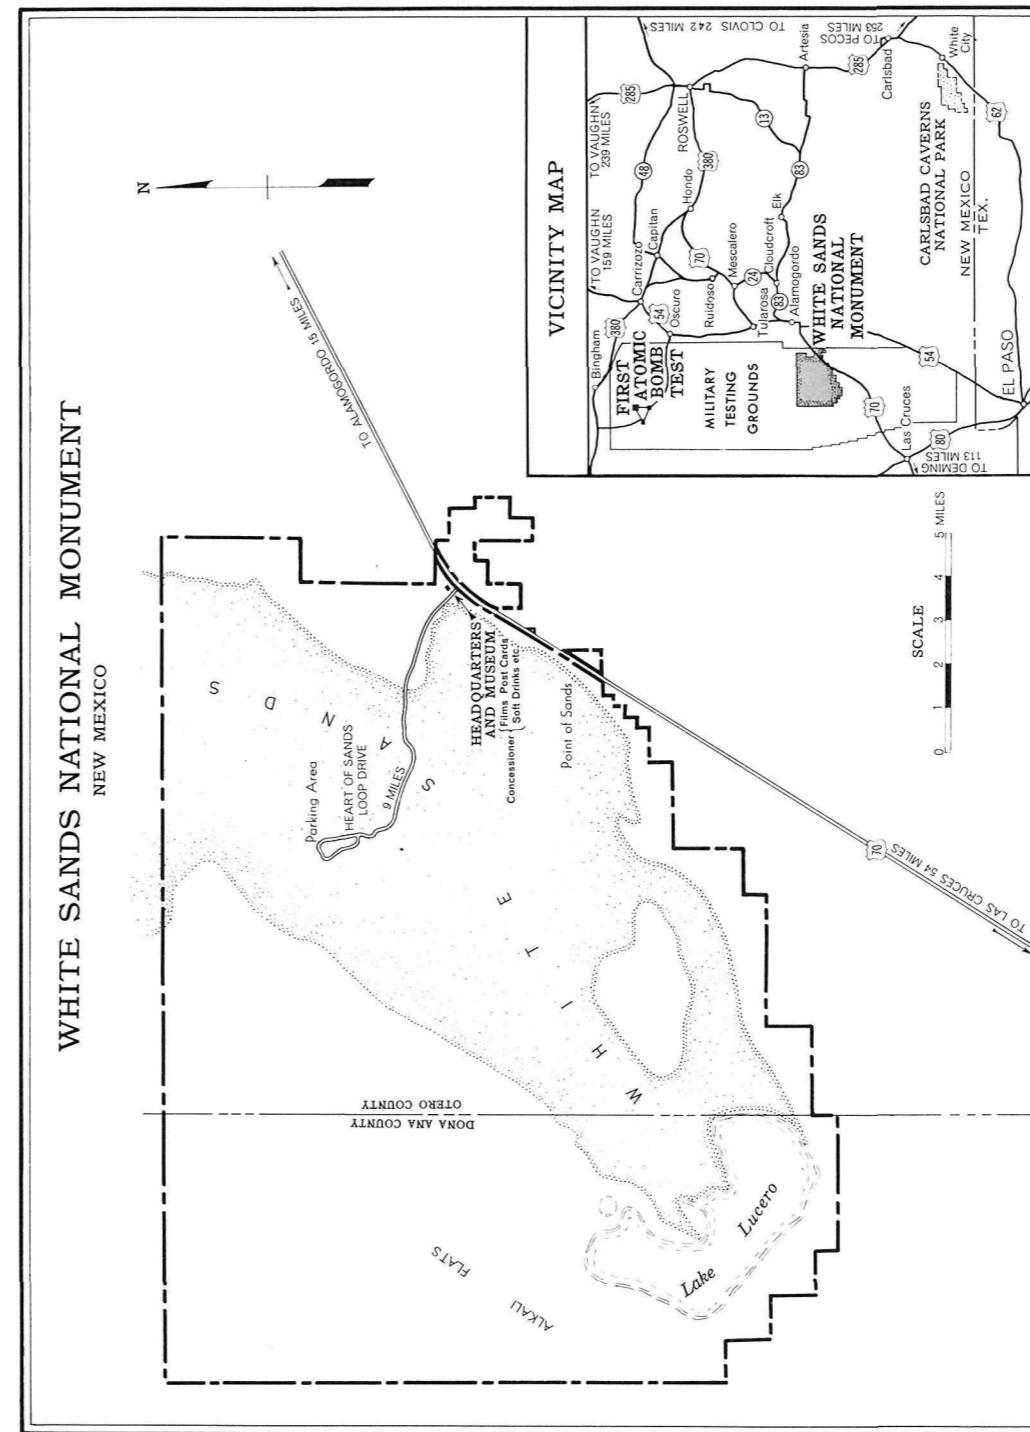 WHITE SANDS NATIONAL MONUMENT
NEW MEXICO
N
TO ALAMOGORDO 15 MILES
WHITE SANDS
Parking Area
HEART OF SANDS
LOOP DRIVE
9 MILES
HEADQUARTERS
AND MUSEUM
Concessioner { Films Post Cards
Soft Drinks etc.
Point of Sands
DONA ANA COUNTY
OTERO COUNTY
ALKALI FLATS
Lake Lucero
70
TO LAS CRUCES 54 MILES
SCALE
0 1 2 3 4 5 MILES
VICINITY MAP
TO VAUGHN
159 MILES
TO VAUGHN
239 MILES
285
TO CLOVIS 242 MILES
Bingham
380
Carrizozo
48
Capitan
ROSWELL
FIRST
ATOMIC
BOMB
TEST
54
Oscuro
Hondo
380
Ruidoso
70
13
Mescalero
MILITARY
TESTING
GROUNDS
Tularosa
24
Cloudcroft
Elk
83
83
Artesia
Alamogordo
285
TO PECOS
253 MILES
WHITE SANDS
NATIONAL
MONUMENT
Carlsbad
70
White
City
CARLSBAD CAVERNS
NATIONAL PARK
Las Cruces
54
62
80
NEW MEXICO
TEX.
TO DEMING
113 MILES
EL PASO